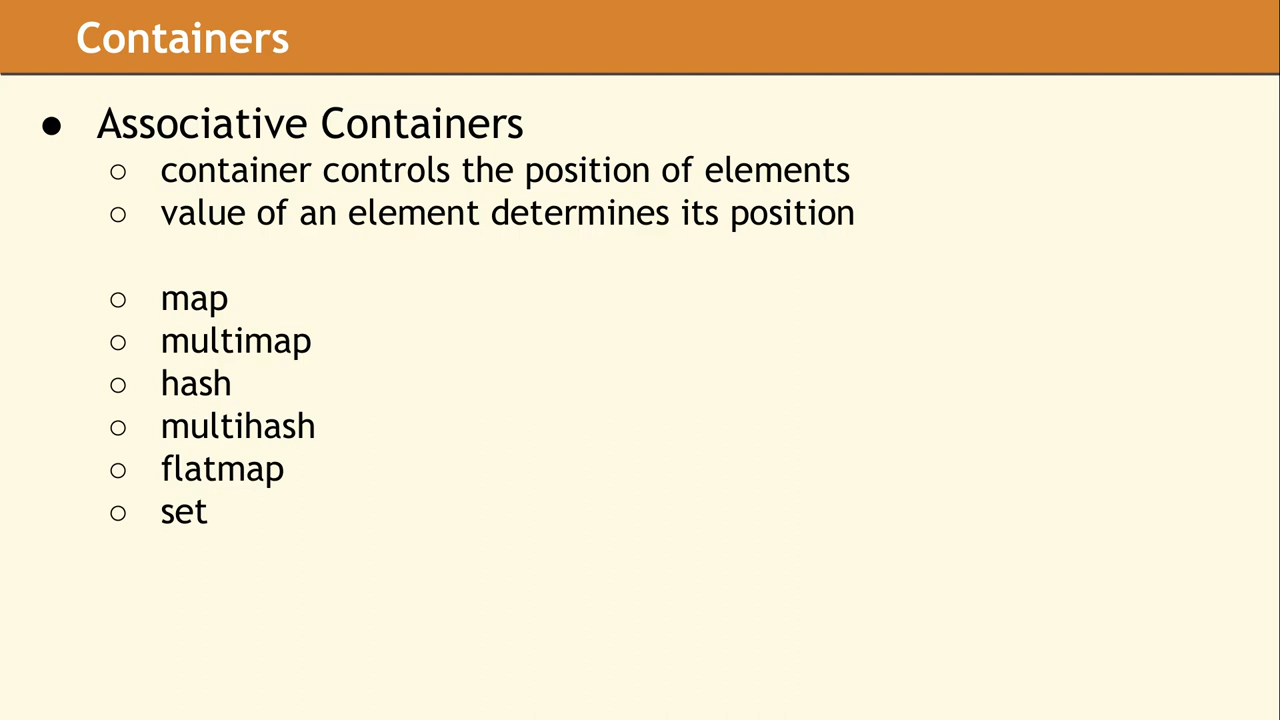 Containers
● Associative Containers
○ container controls the position of elements
○ value of an element determines its position
○ map
○ multimap
○ hash
○ multihash
○ flatmap
○ set